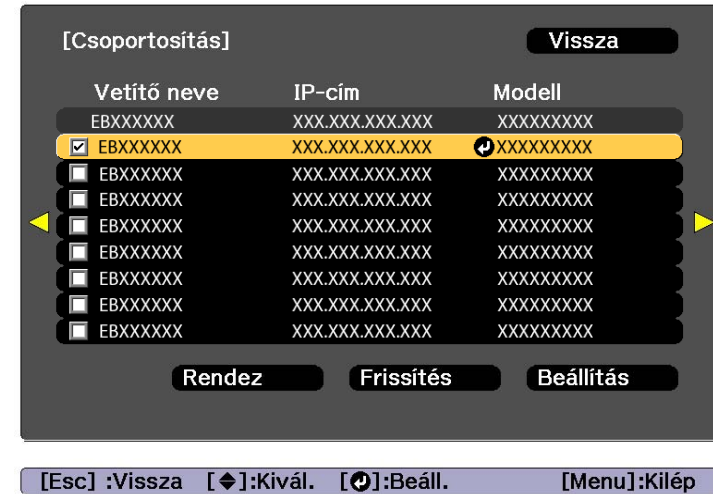 [Csoportosítás] Vissza
Vetítő neve IP-cím Modell
EBXXXXXX XXX.XXX.XXX.XXX XXXXXXXXX
EBXXXXXX XXX.XXX.XXX.XXX XXXXXXXXX
EBXXXXXX XXX.XXX.XXX.XXX XXXXXXXXX
EBXXXXXX XXX.XXX.XXX.XXX XXXXXXXXX
EBXXXXXX XXX.XXX.XXX.XXX XXXXXXXXX
EBXXXXXX XXX.XXX.XXX.XXX XXXXXXXXX
EBXXXXXX XXX.XXX.XXX.XXX XXXXXXXXX
EBXXXXXX XXX.XXX.XXX.XXX XXXXXXXXX
EBXXXXXX XXX.XXX.XXX.XXX XXXXXXXXX
Rendez Frissítés Beállítás
[Esc] :Vissza [◆]:Kivál. [↵]:Beáll. [Menu]:Kilép